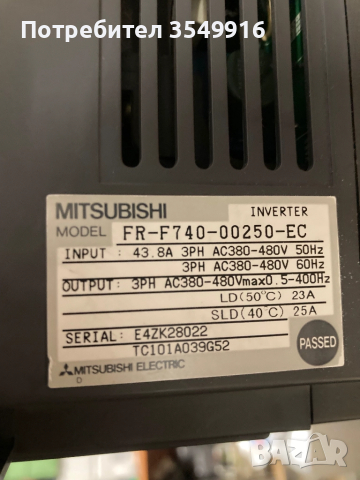 Потребител 3549916
MITSUBISHI INVERTER
MODEL FR-F740-00250-EC
INPUT : 43.8A 3PH AC380-480V 50Hz
3PH AC380-480V 60Hz
OUTPUT: 3PH AC380-480Vmax0.5-400Hz
LD(50°C) 23A
SLD(40°C) 25A
SERIAL: E4ZK28022
TC101A039G52
PASSED
MITSUBISHI ELECTRIC
D
BAZAR